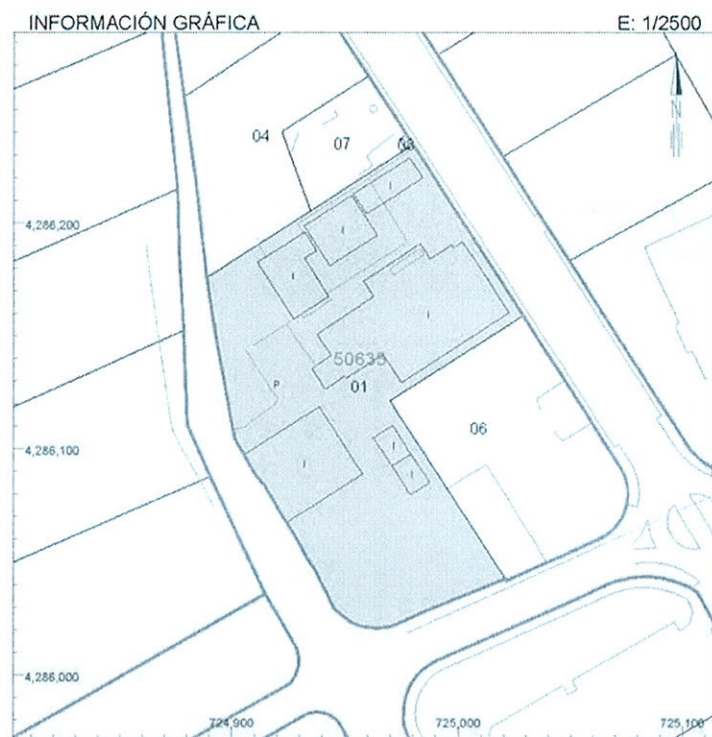 INFORMACIÓN GRÁFICA E: 1/2500
N
04
07
4,286,200
I
I
I
I
50635
01
P
06
4,286,100
I
I
I
4,286,000
724,900 725,000 725,100